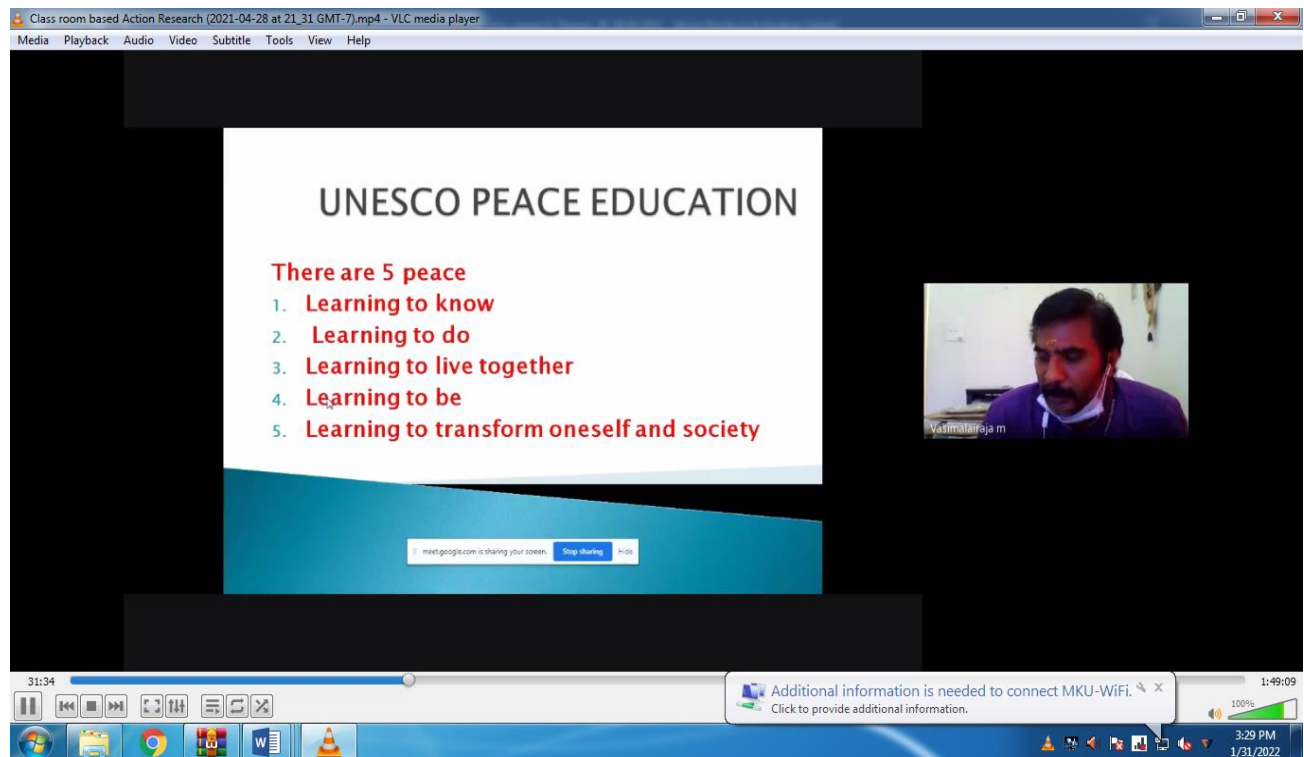 Class room based Action Research (2021-04-28 at 21_31 GMT-7).mp4 - VLC media player
Media Playback Audio Video Subtitle Tools View Help
UNESCO PEACE EDUCATION
There are 5 peace
1. Learning to know
2. Learning to do
3. Learning to live together
4. Learning to be
5. Learning to transform oneself and society
Vasimalairaja m
meet.google.com is sharing your screen. Stop sharing Hide
31:34
1:49:09
Additional information is needed to connect MKU-WiFi.
Click to provide additional information.
100%
3:29 PM
1/31/2022